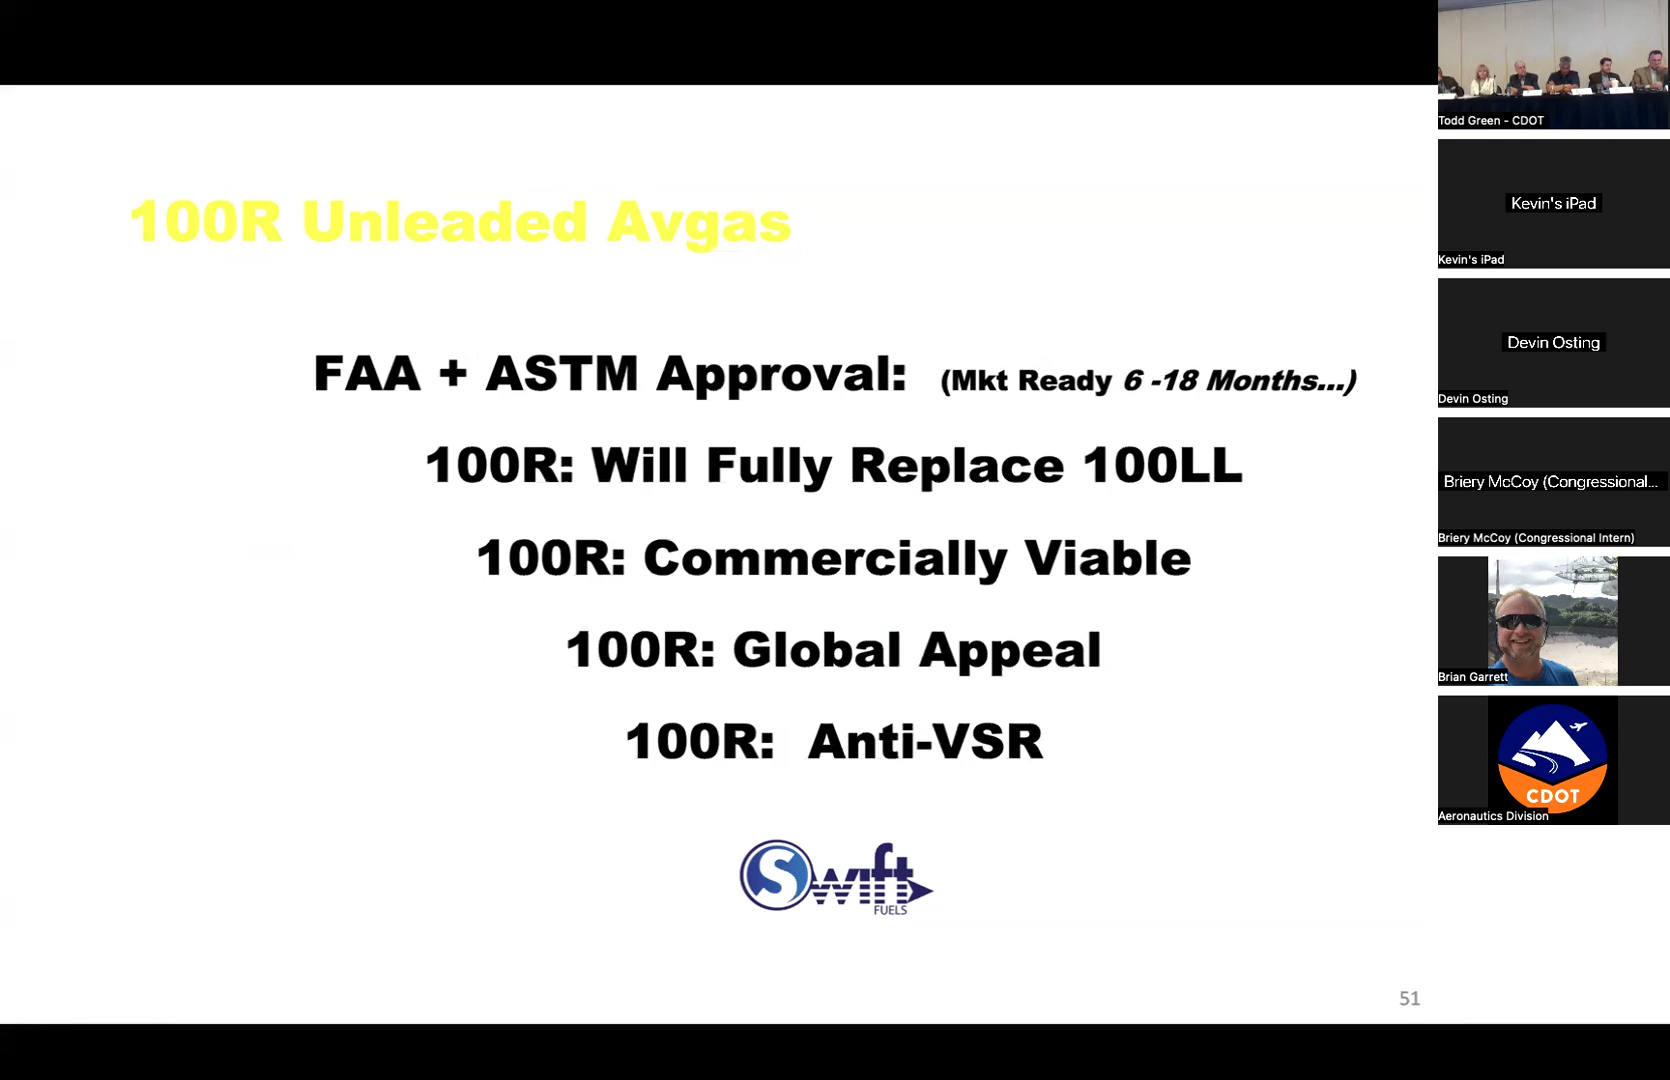 100R Unleaded Avgas
FAA + ASTM Approval: (Mkt Ready 6 -18 Months...)
100R: Will Fully Replace 100LL
100R: Commercially Viable
100R: Global Appeal
100R: Anti-VSR
Swift
FUELS
51
Todd Green - CDOT
Kevin's iPad
Kevin's iPad
Devin Osting
Devin Osting
Briery McCoy (Congressional...
Briery McCoy (Congressional Intern)
Brian Garrett
CDOT
Aeronautics Division